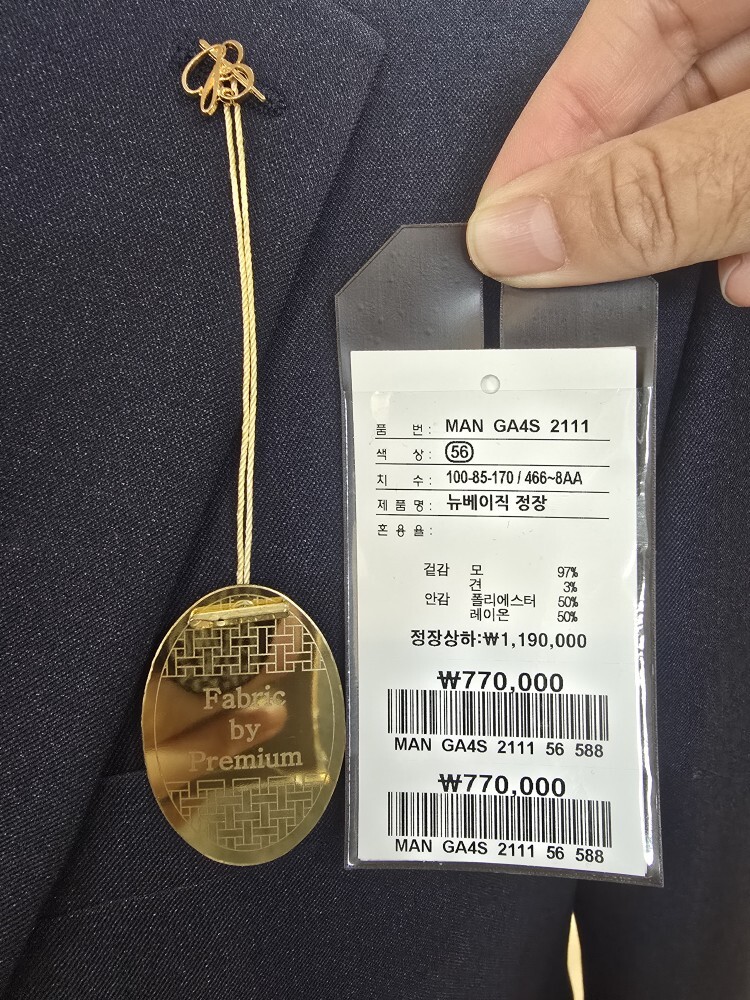 품 번 : MAN GA4S 2111
색 상 : 56
치 수 : 100-85-170 / 466~8AA
제 품 명 : 뉴베이직 정장
혼 용 율 :
겉감 모 97%
견 3%
안감 폴리에스터 50%
레이온 50%
정장상하:₩1,190,000
₩770,000
MAN GA4S 2111 56 588
₩770,000
MAN GA4S 2111 56 588
Fabric
by
Premium